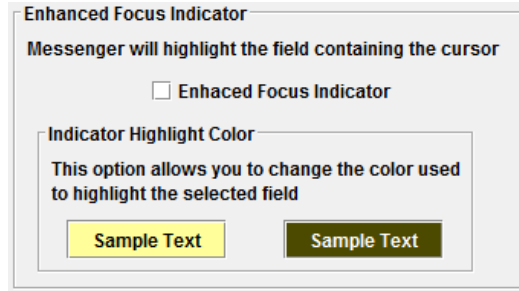 Enhanced Focus Indicator
Messenger will highlight the field containing the cursor
Enhaced Focus Indicator
Indicator Highlight Color
This option allows you to change the color used
to highlight the selected field
Sample Text Sample Text